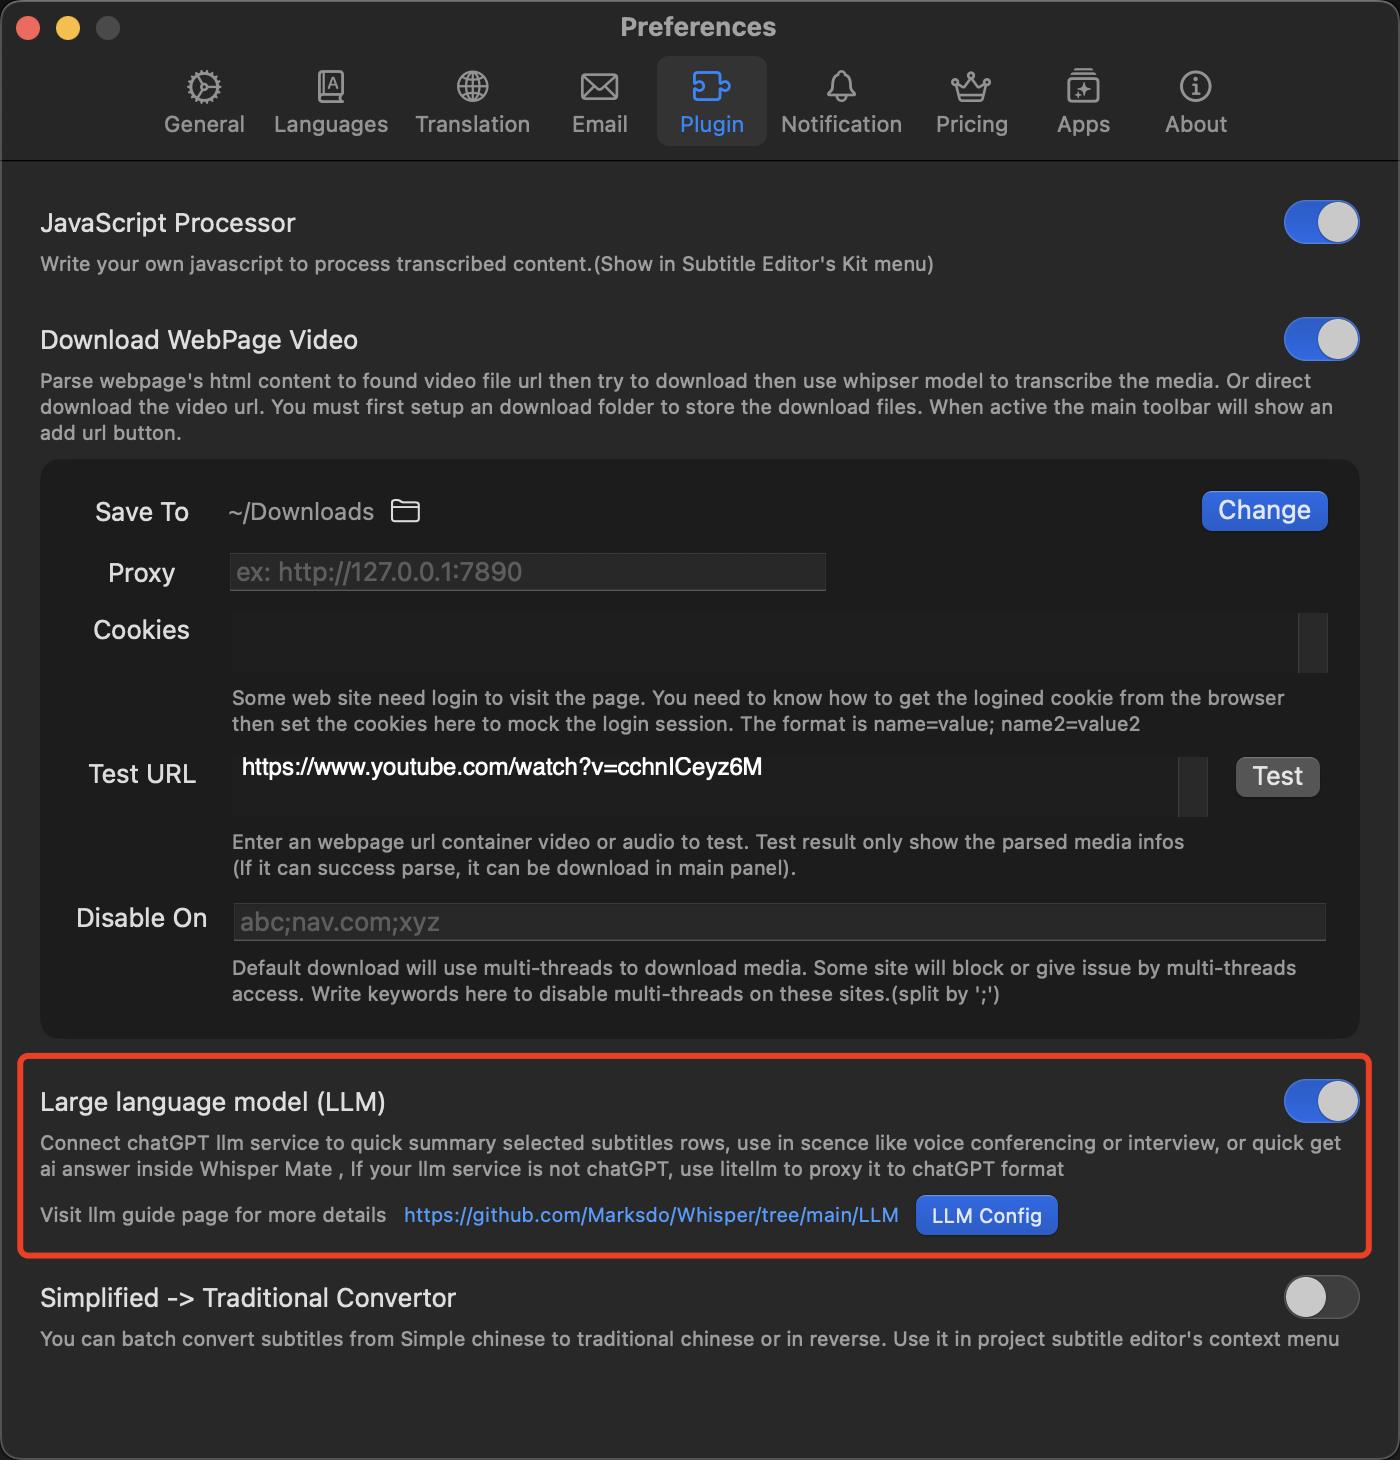 Preferences
General
Languages
Translation
Email
Plugin
Notification
Pricing
Apps
About
JavaScript Processor
Write your own javascript to process transcribed content.(Show in Subtitle Editor's Kit menu)
Download WebPage Video
Parse webpage's html content to found video file url then try to download then use whipser model to transcribe the media. Or direct
download the video url. You must first setup an download folder to store the download files. When active the main toolbar will show an
add url button.
Save To ~/Downloads Change
Proxy ex: http://127.0.0.1:7890
Cookies
Some web site need login to visit the page. You need to know how to get the logined cookie from the browser
then set the cookies here to mock the login session. The format is name=value; name2=value2
Test URL https://www.youtube.com/watch?v=cchnICeyz6M Test
Enter an webpage url container video or audio to test. Test result only show the parsed media infos
(If it can success parse, it can be download in main panel).
Disable On abc;nav.com;xyz
Default download will use multi-threads to download media. Some site will block or give issue by multi-threads
access. Write keywords here to disable multi-threads on these sites.(split by ';')
Large language model (LLM)
Connect chatGPT llm service to quick summary selected subtitles rows, use in scence like voice conferencing or interview, or quick get
ai answer inside Whisper Mate , If your llm service is not chatGPT, use litellm to proxy it to chatGPT format
Visit llm guide page for more details https://github.com/Marksdo/Whisper/tree/main/LLM LLM Config
Simplified -> Traditional Convertor
You can batch convert subtitles from Simple chinese to traditional chinese or in reverse. Use it in project subtitle editor's context menu